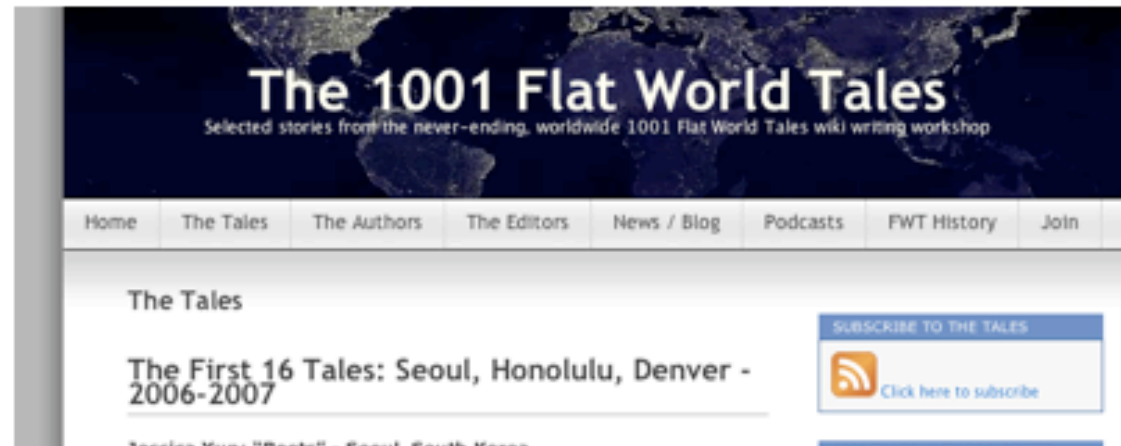 The 1001 Flat World Tales
Selected stories from the never-ending, worldwide 1001 Flat World Tales wiki writing workshop
Home The Tales The Authors The Editors News / Blog Podcasts FWT History Join
The Tales
SUBSCRIBE TO THE TALES
The First 16 Tales: Seoul, Honolulu, Denver -
2006-2007
Click here to subscribe